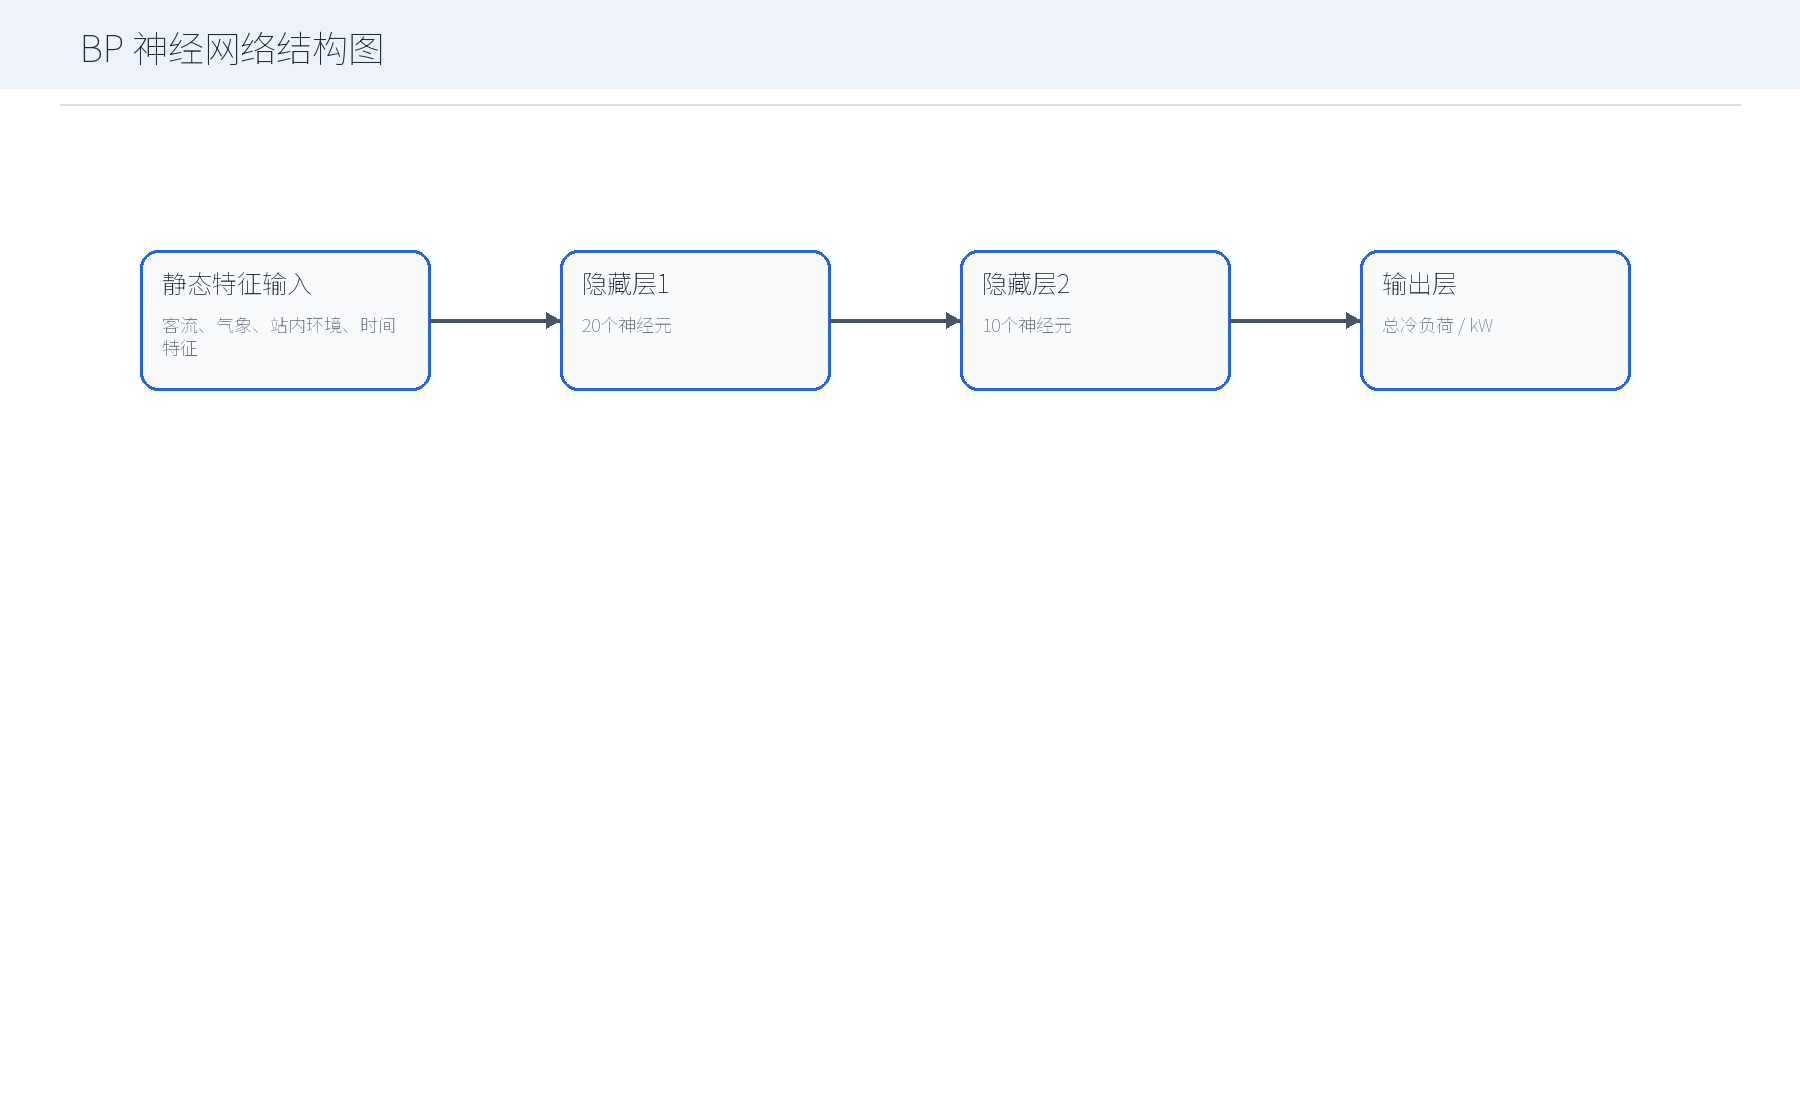 BP 神经网络结构图
静态特征输入
客流、气象、站内环境、时间
特征
隐藏层1
20个神经元
隐藏层2
10个神经元
输出层
总冷负荷 / kW